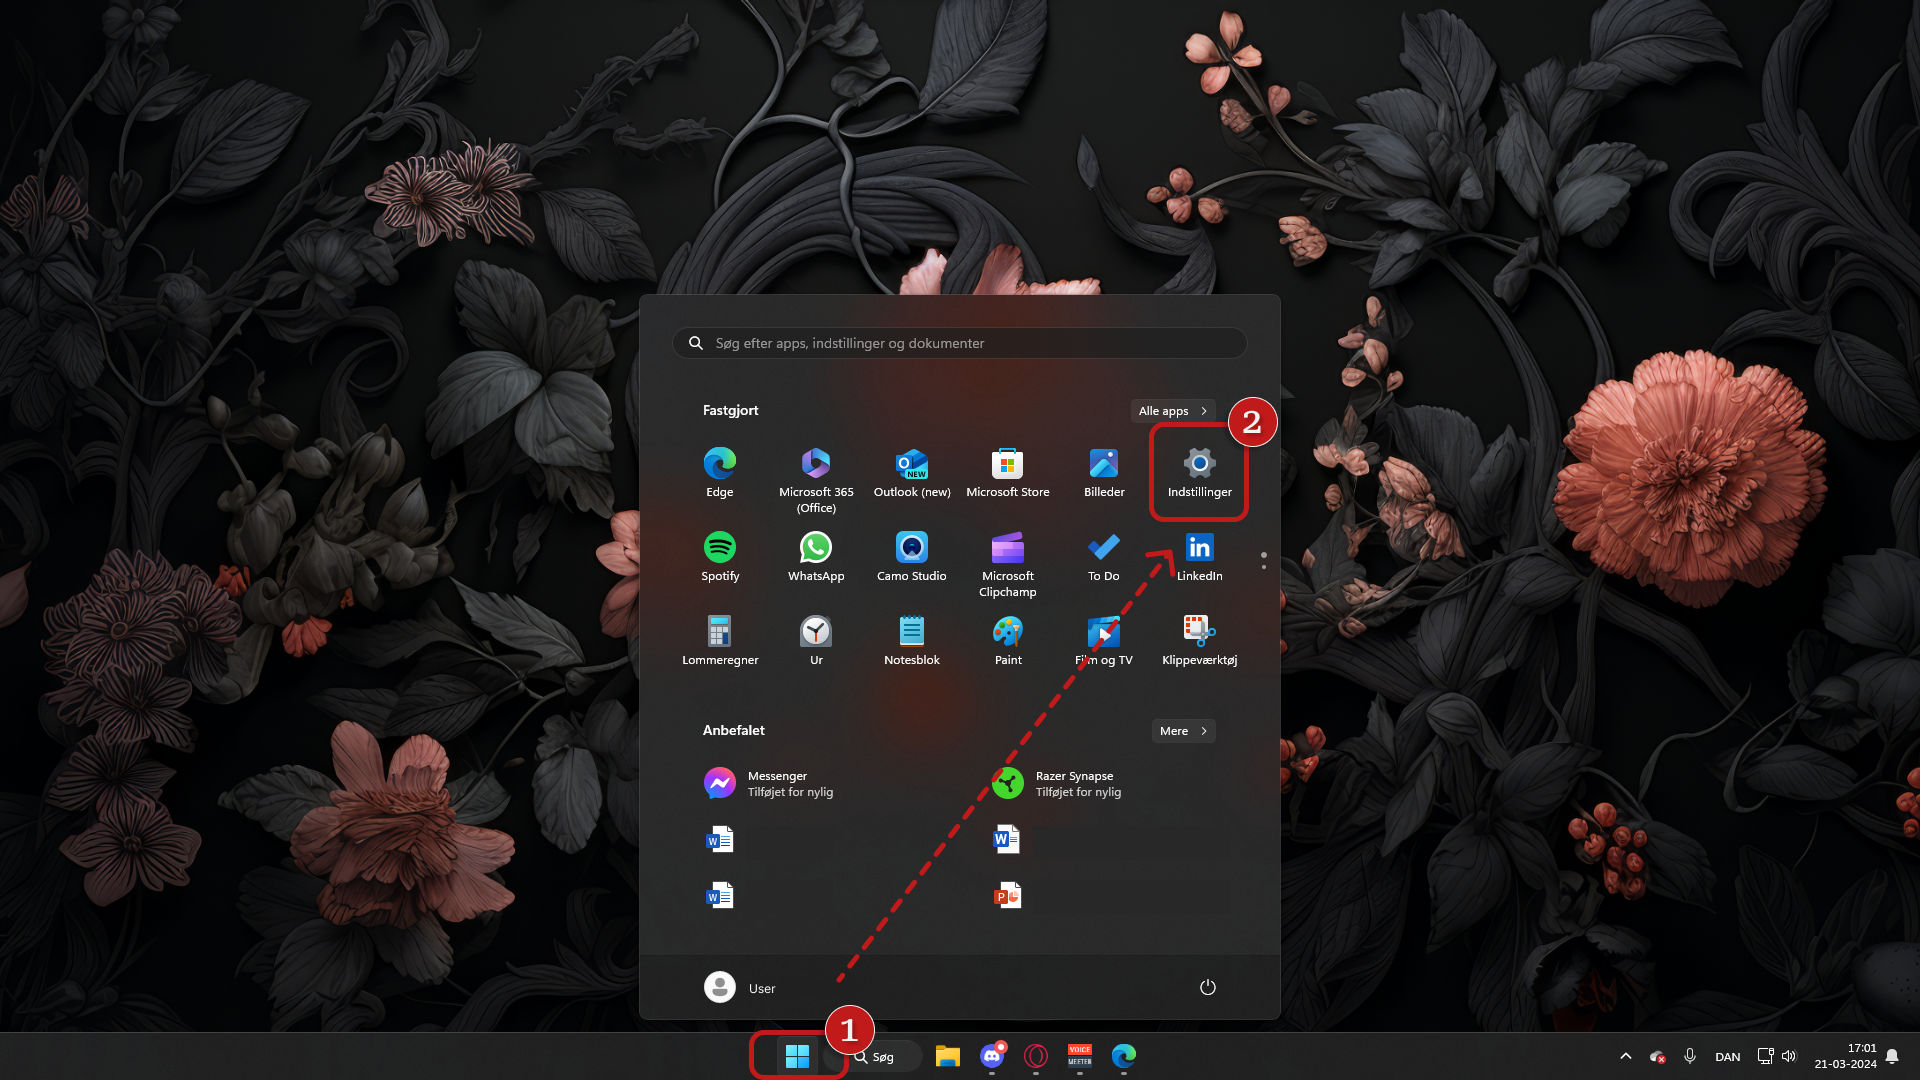 Søg efter apps, indstillinger og dokumenter
Fastgjort
Alle apps
2
Edge
Microsoft 365
(Office)
Outlook (new)
Microsoft Store
Billeder
Indstillinger
Spotify
WhatsApp
Camo Studio
Microsoft
Clipchamp
To Do
LinkedIn
Lommeregner
Ur
Notesblok
Paint
Film og TV
Klippeværktøj
Anbefalet
Mere
Messenger
Tilføjet for nylig
Razer Synapse
Tilføjet for nylig
User
1
Søg
VOICE
MEETER
DAN
17:01
21-03-2024